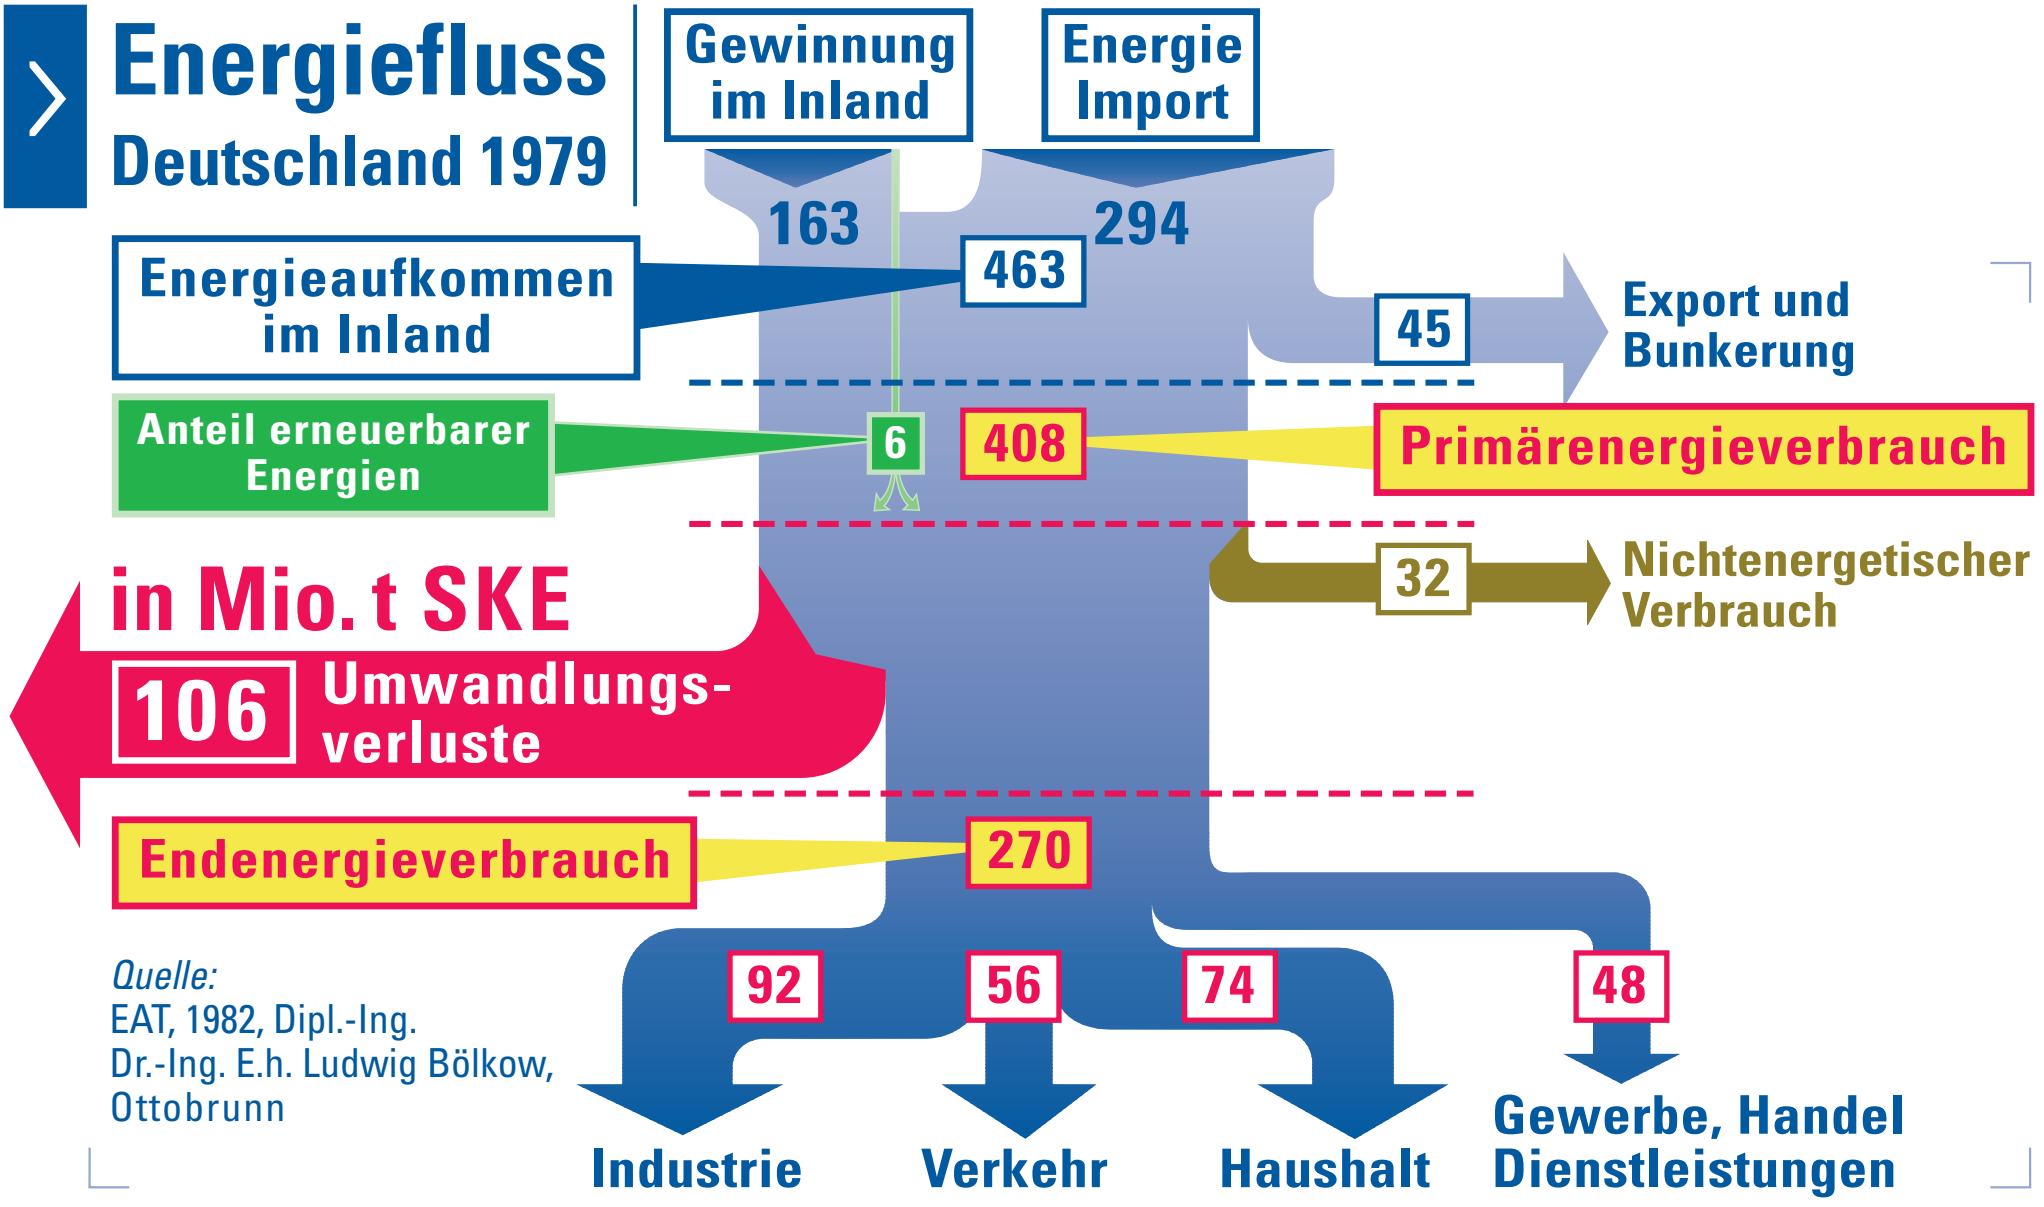 Energiefluss
Deutschland 1979
Gewinnung
im Inland
Energie
Import
163
294
Energieaufkommen
im Inland
463
45
Export und
Bunkerung
Anteil erneuerbarer
Energien
6
408
Primärenergieverbrauch
in Mio. t SKE
32
Nichtenergetischer
Verbrauch
106
Umwandlungs-
verluste
Endenergieverbrauch
270
92
56
74
48
Quelle:
EAT, 1982, Dipl.-Ing.
Dr.-Ing. E.h. Ludwig Bölkow,
Ottobrunn
Industrie
Verkehr
Haushalt
Gewerbe, Handel
Dienstleistungen